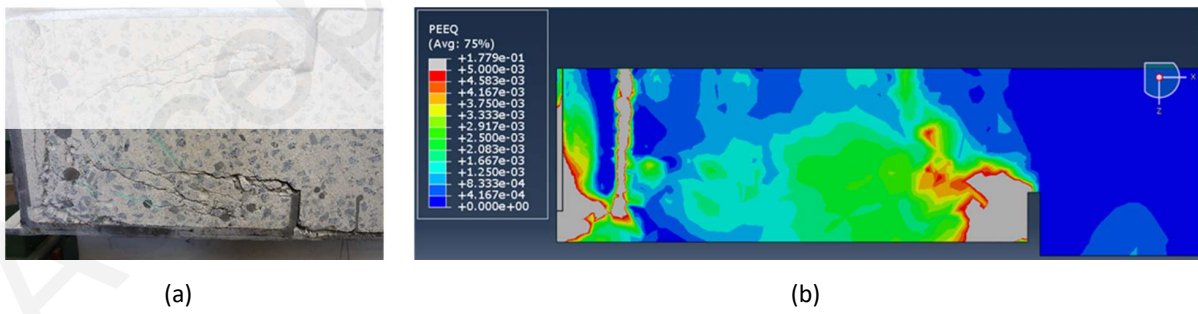 PEEQ
(Avg: 75%)
+1.779e-01
+5.000e-03
+4.583e-03
+4.167e-03
+3.750e-03
+3.333e-03
+2.917e-03
+2.500e-03
+2.083e-03
+1.667e-03
+1.250e-03
+8.333e-04
+4.167e-04
+0.000e+00
X
Z
(a)
(b)